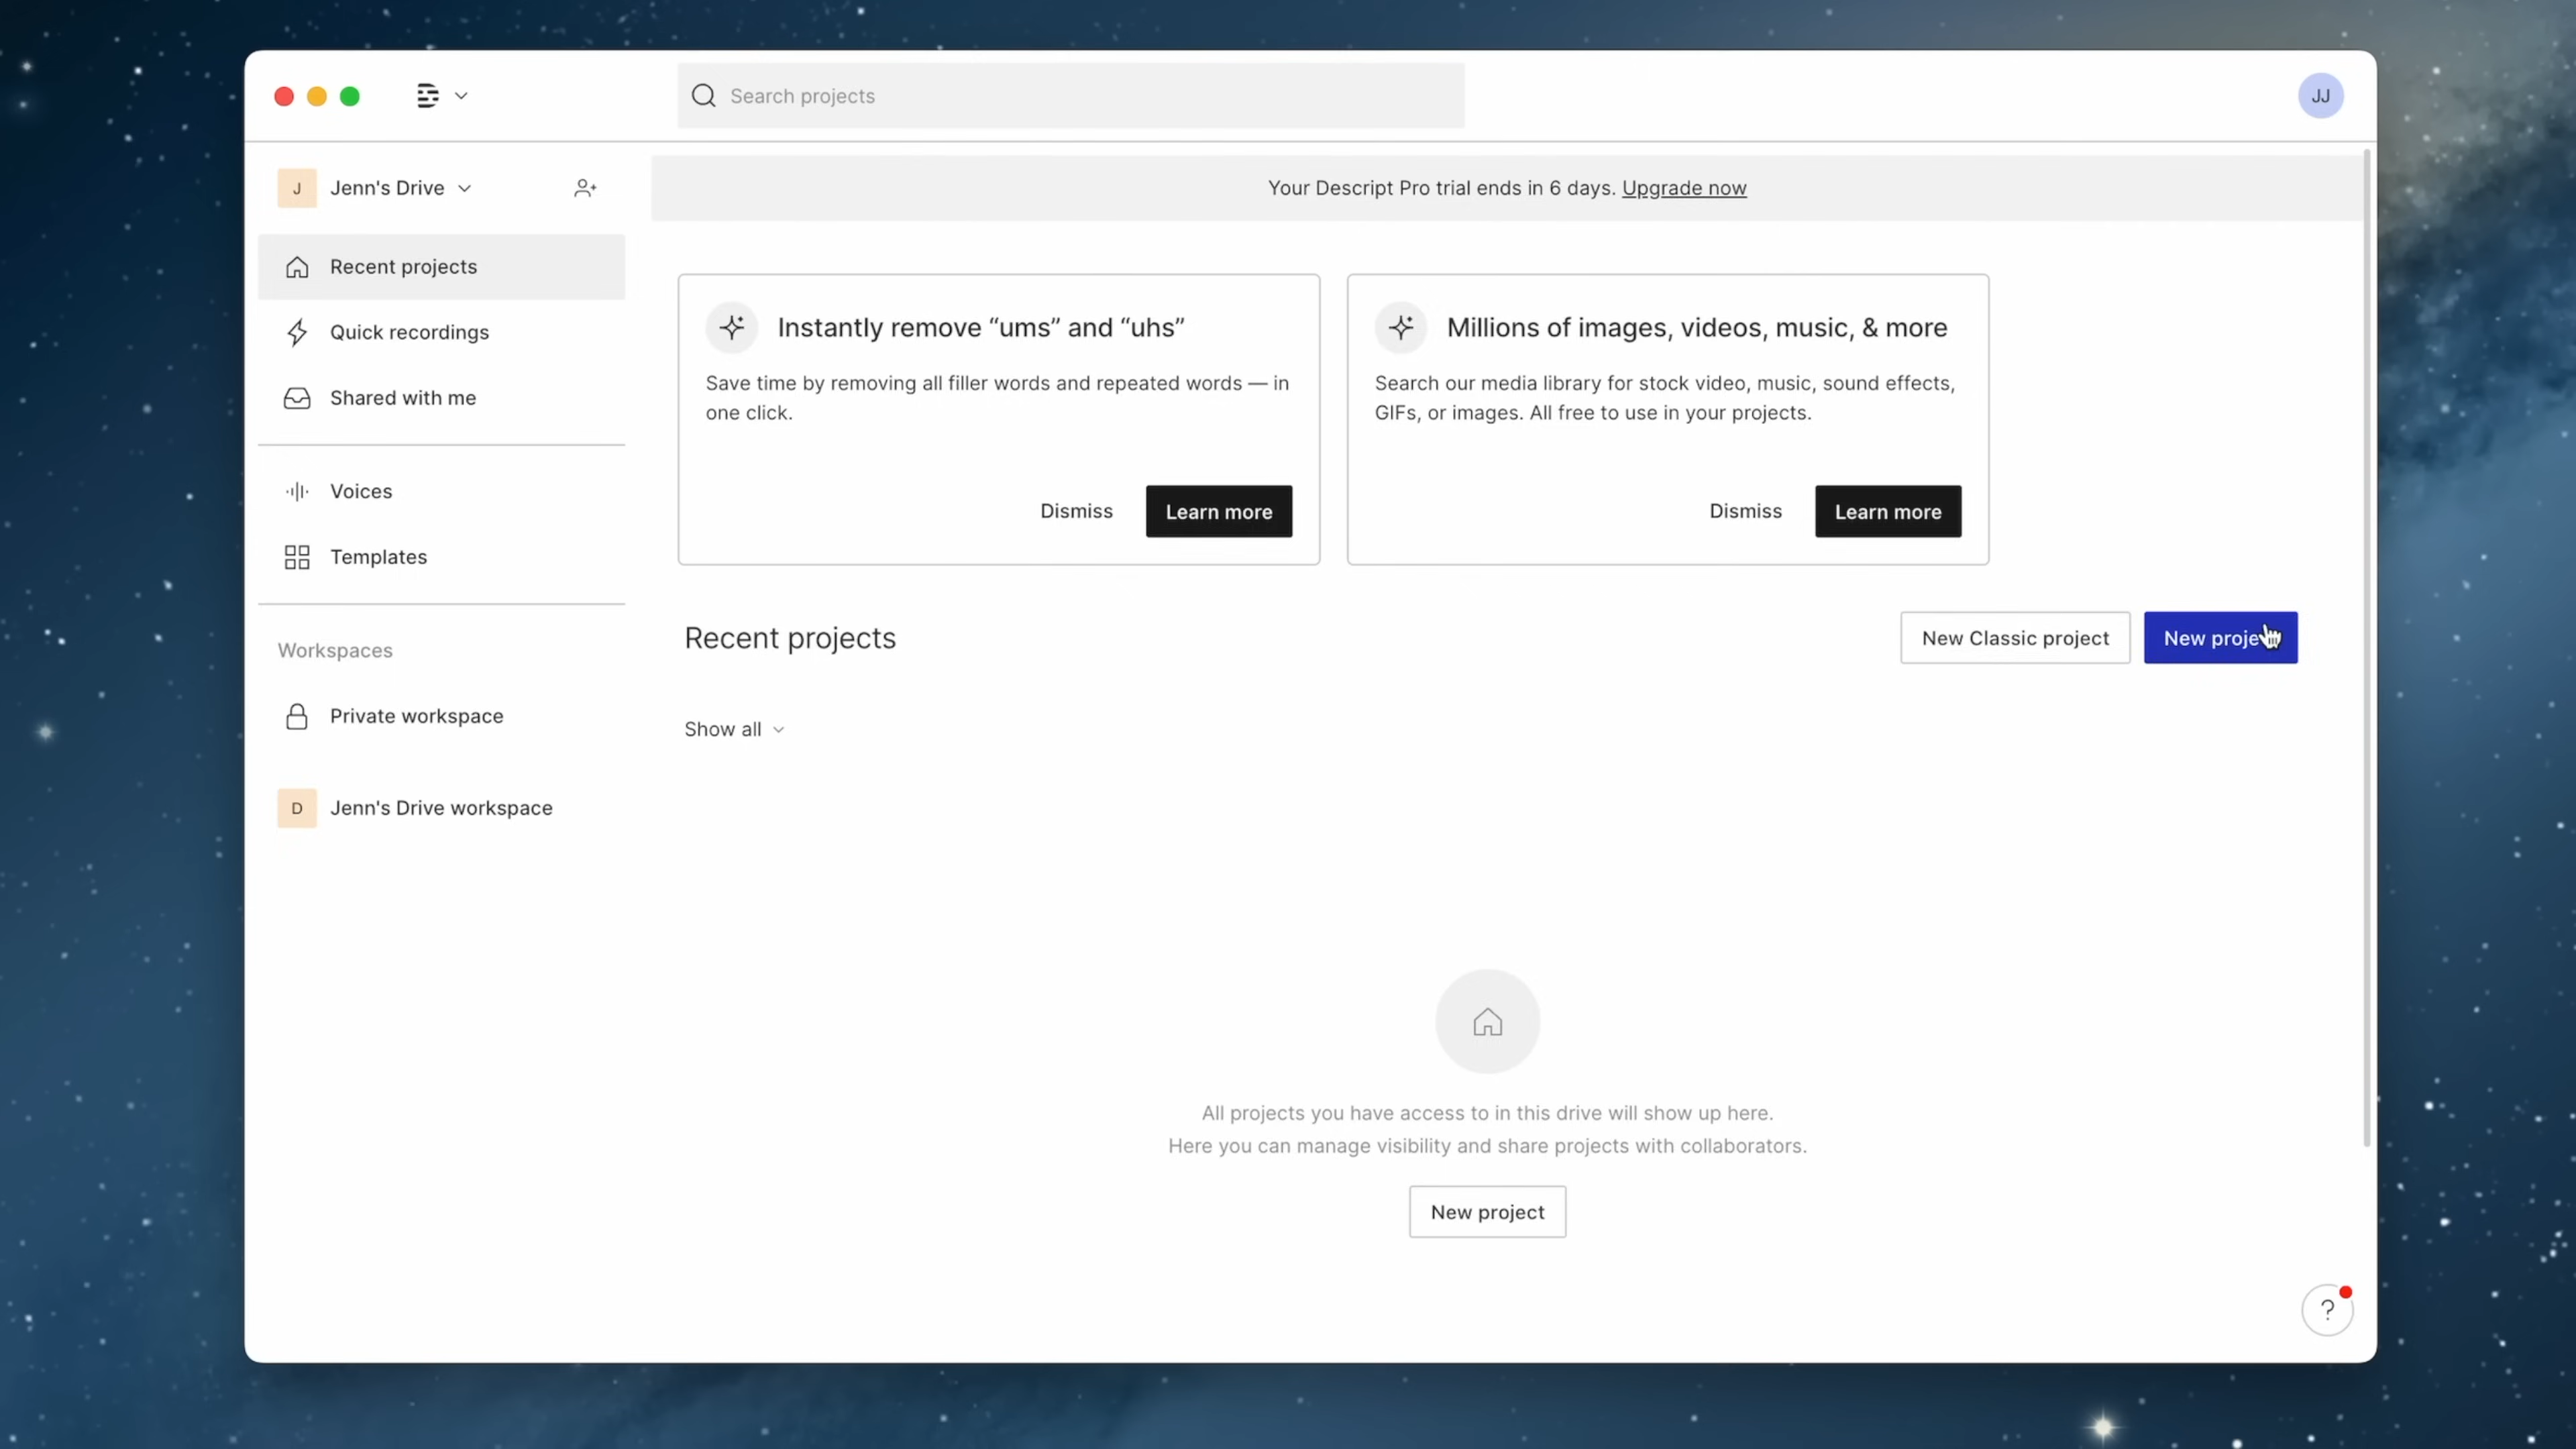 Search projects
JJ
J
Jenn's Drive
Your Descript Pro trial ends in 6 days. Upgrade now
Recent projects
Quick recordings
Shared with me
Voices
Templates
Workspaces
Private workspace
D
Jenn's Drive workspace
Instantly remove “ums” and “uhs”
Save time by removing all filler words and repeated words — in
one click.
Dismiss
Learn more
Millions of images, videos, music, & more
Search our media library for stock video, music, sound effects,
GIFs, or images. All free to use in your projects.
Dismiss
Learn more
Recent projects
New Classic project
New proje
Show all
All projects you have access to in this drive will show up here.
Here you can manage visibility and share projects with collaborators.
New project
?